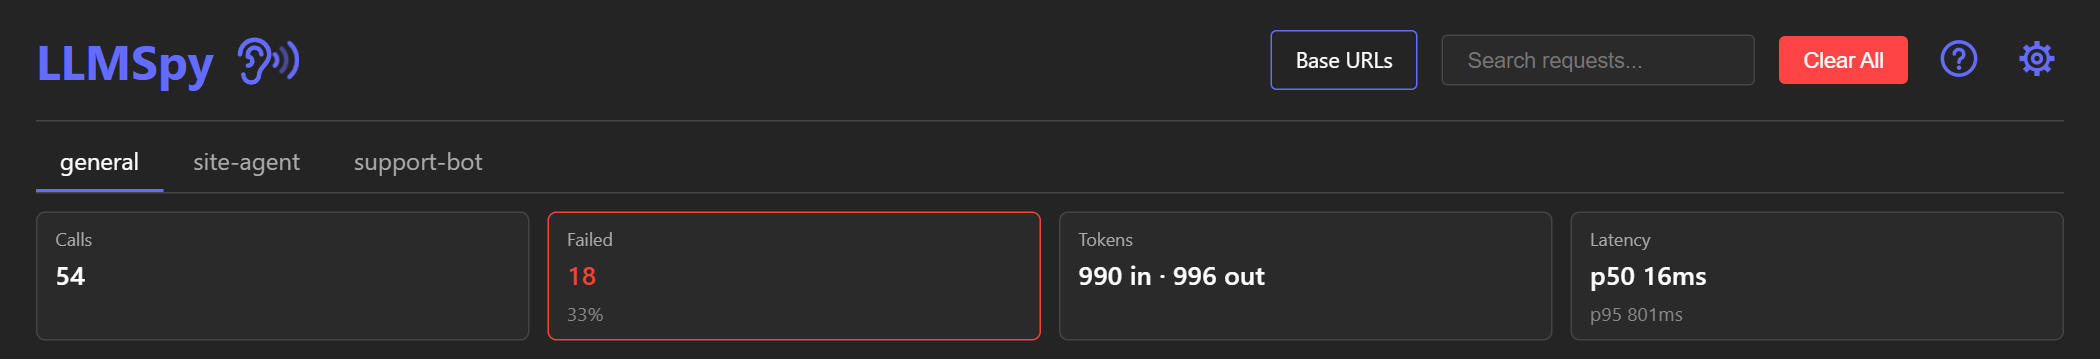 LLMSpy
Base URLs
Search requests...
Clear All
general
site-agent
support-bot
Calls
54
Failed
18
33%
Tokens
990 in · 996 out
Latency
p50 16ms
p95 801ms